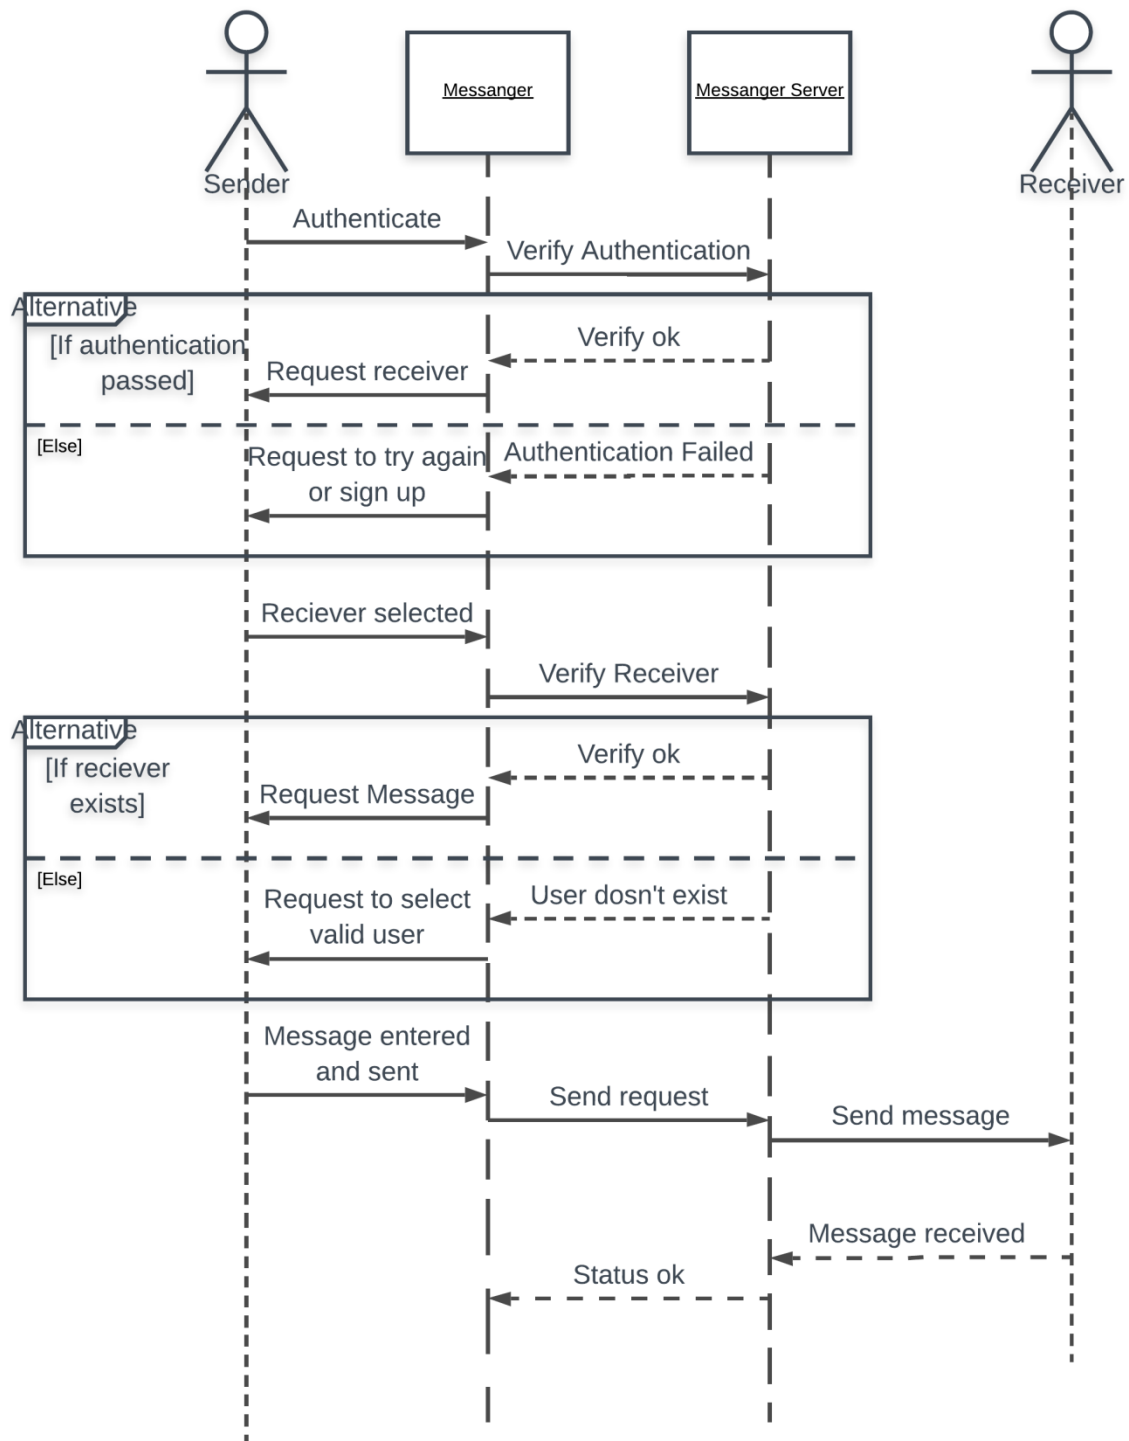 Messanger
Messanger Server
Sender
Receiver
Authenticate
Verify Authentication
Alternative
[If authentication
passed]
Verify ok
Request receiver
[Else]
Authentication Failed
Request to try again
or sign up
Reciever selected
Verify Receiver
Alternative
[If reciever
exists]
Verify ok
Request Message
[Else]
User dosn't exist
Request to select
valid user
Message entered
and sent
Send request
Send message
Message received
Status ok